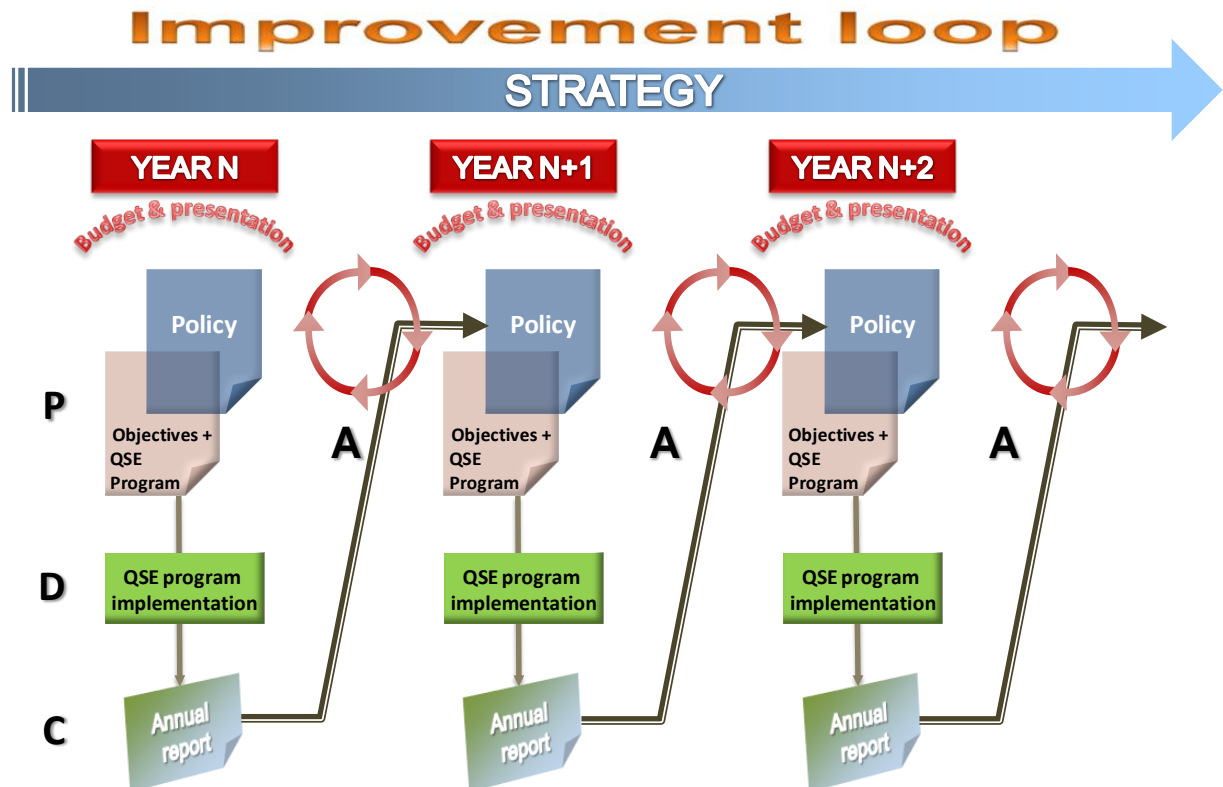 Improvement loop
STRATEGY
YEAR N
YEAR N+1
YEAR N+2
Budget & presentation
Budget & presentation
Budget & presentation
Policy
Policy
Policy
P
Objectives +
QSE
Program
A
Objectives +
QSE
Program
A
Objectives +
QSE
Program
A
D
QSE program
implementation
QSE program
implementation
QSE program
implementation
C
Annual
report
Annual
report
Annual
report